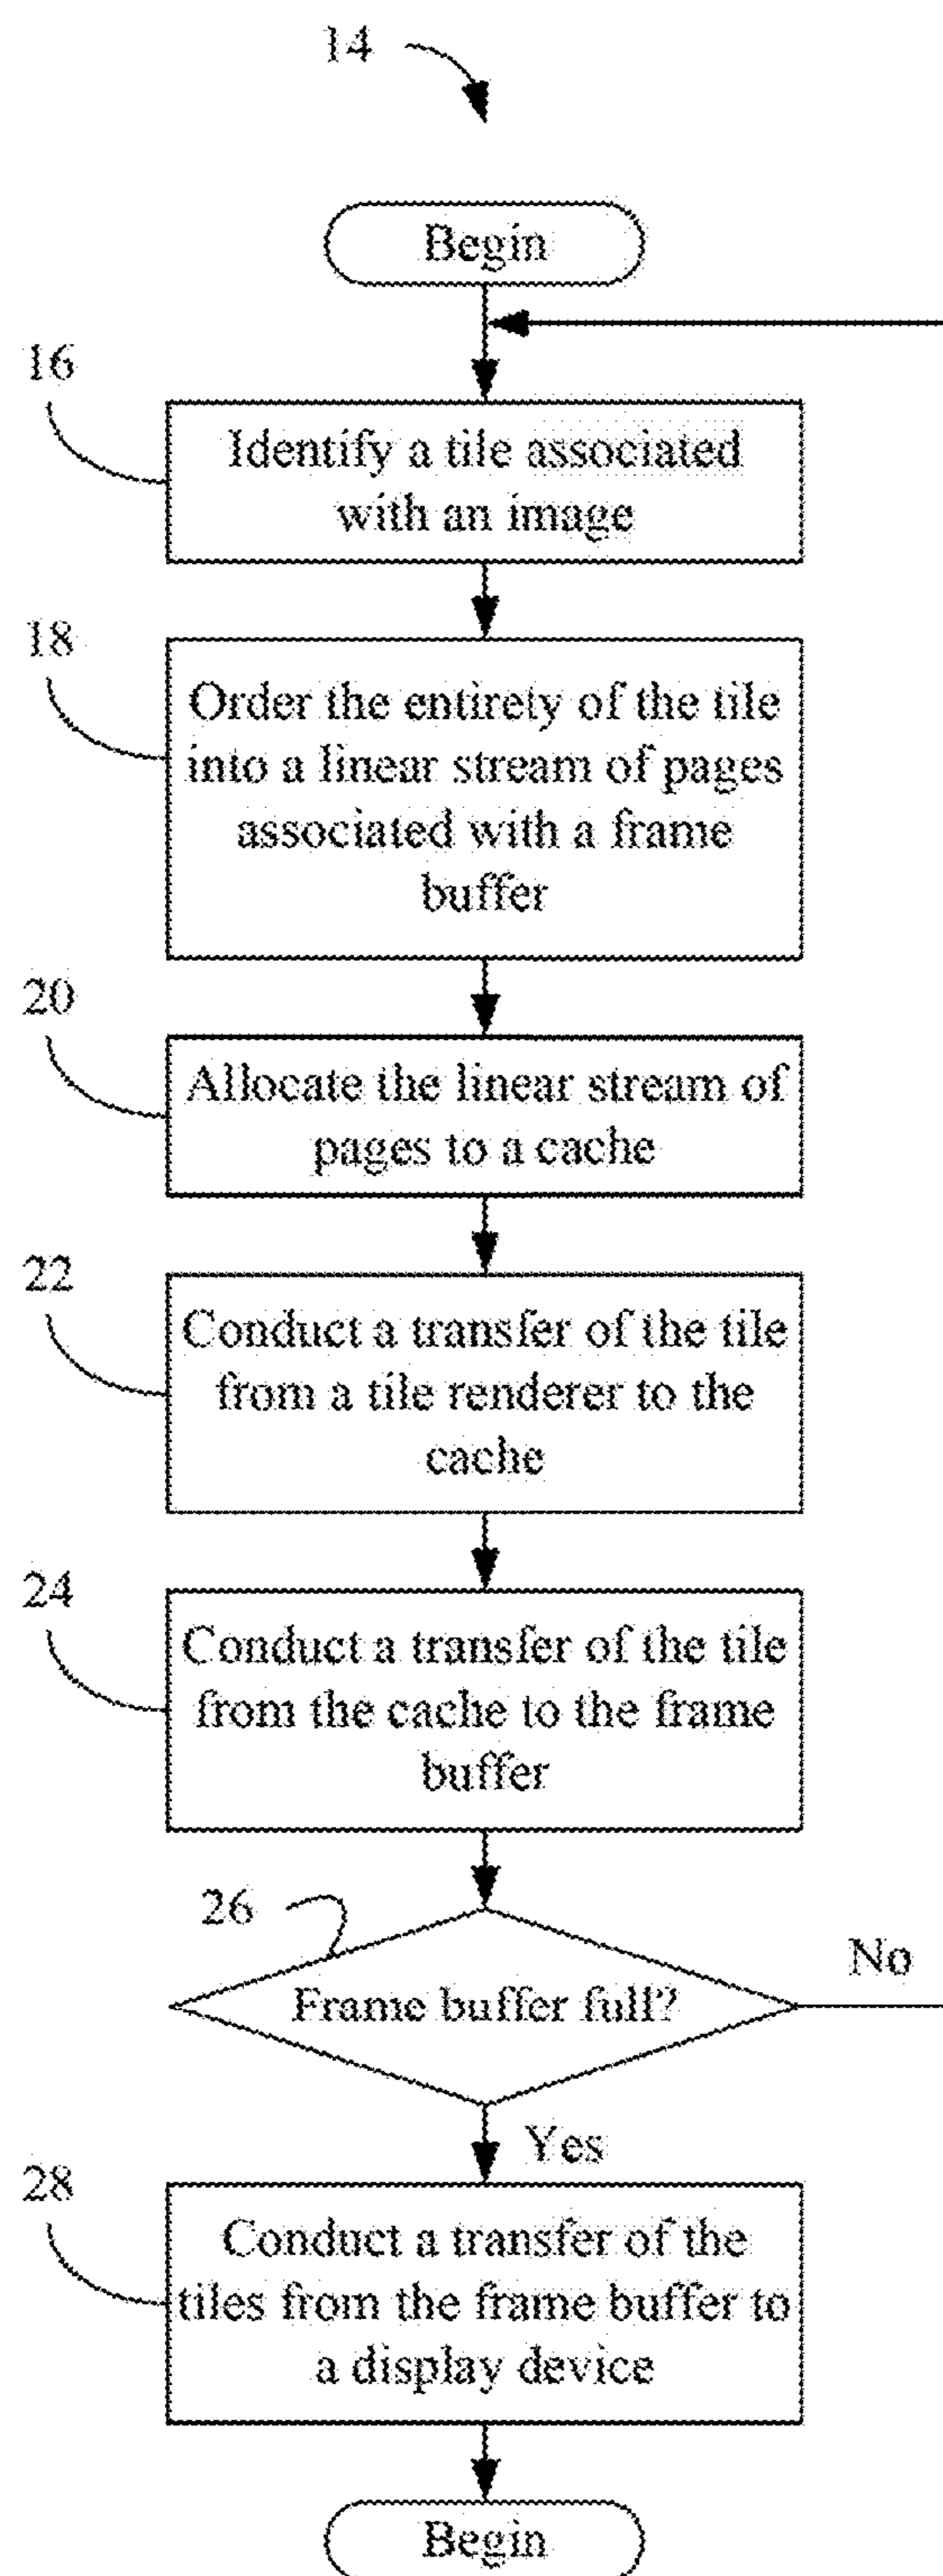 14
Begin
16
Identify a tile associated
with an image
18
Order the entirety of the tile
into a linear stream of pages
associated with a frame
buffer
20
Allocate the linear stream of
pages to a cache
22
Conduct a transfer of the tile
from a tile renderer to the
cache
24
Conduct a transfer of the tile
from the cache to the frame
buffer
26
Frame buffer full?
No
Yes
28
Conduct a transfer of the
tiles from the frame buffer to
a display device
Begin